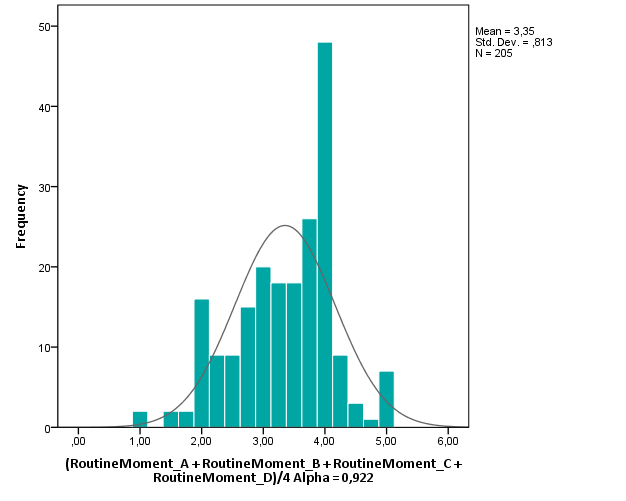 Mean = 3,35
Std. Dev. = ,813
N = 205
50
40
30
20
10
0
Frequency
,00
1,00
2,00
3,00
4,00
5,00
6,00
(RoutineMoment_A + RoutineMoment_B + RoutineMoment_C +
RoutineMoment_D)/4 Alpha = 0,922